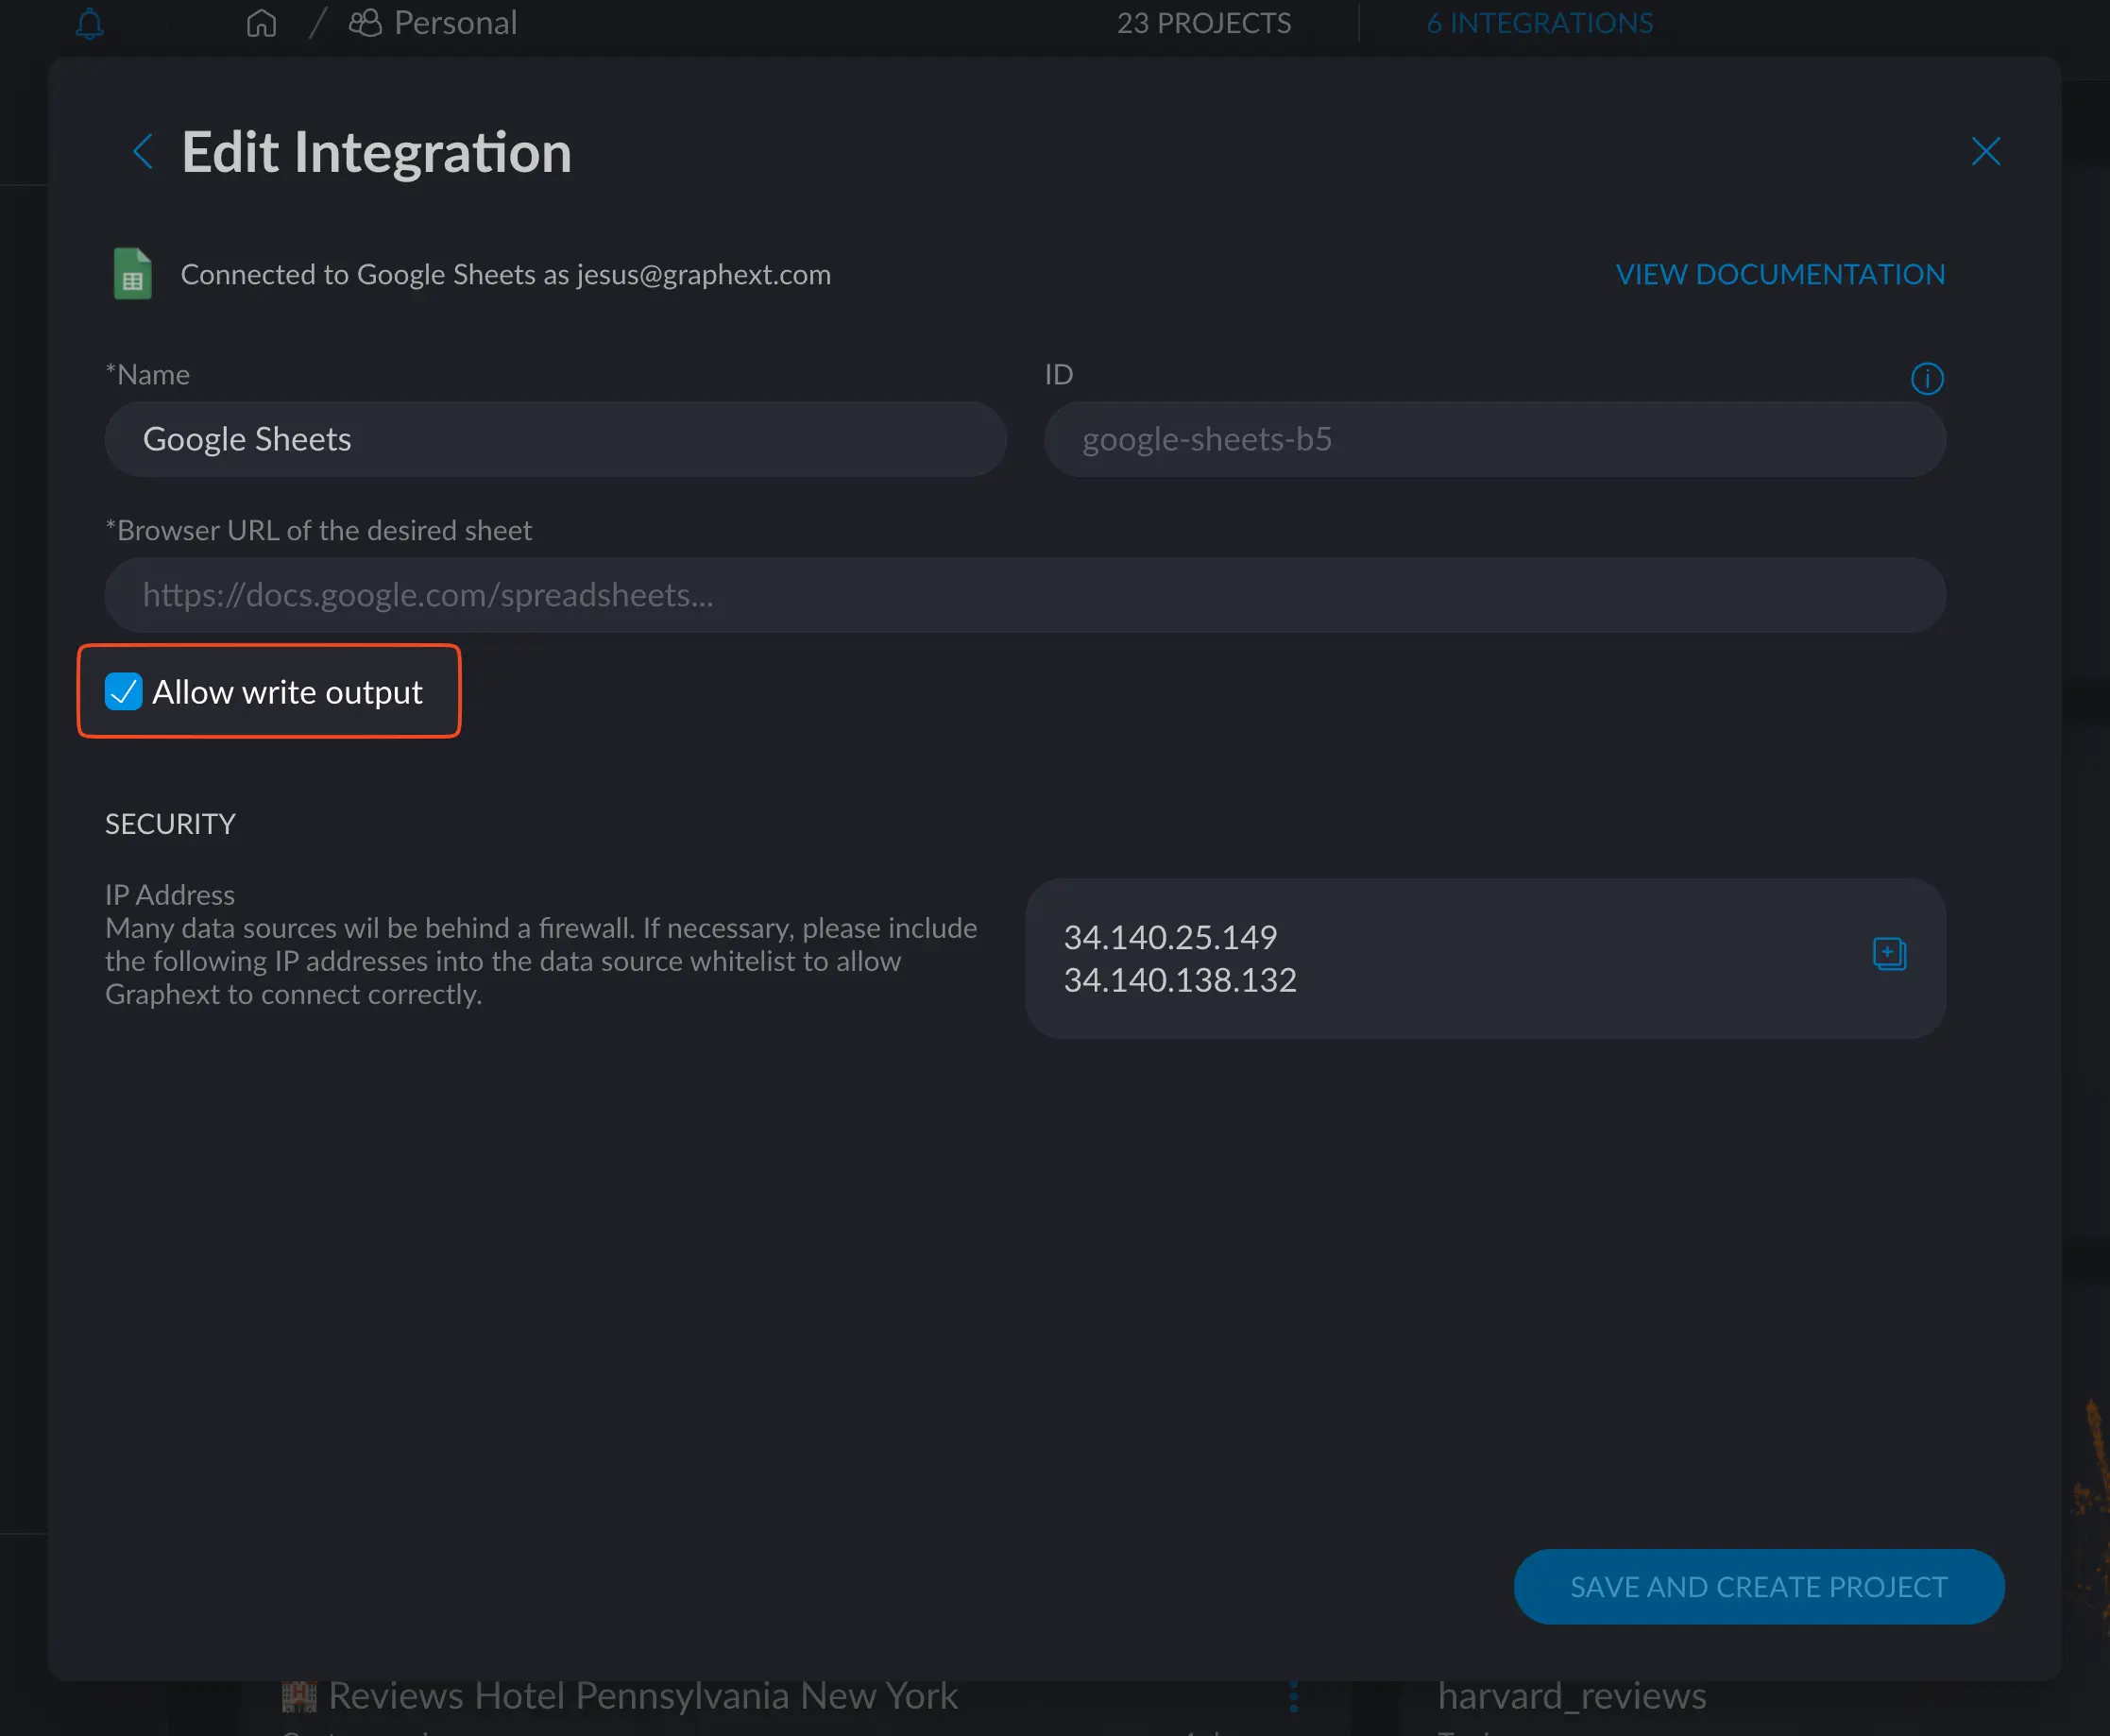 Personal
23 PROJECTS
6 INTEGRATIONS
Edit Integration
Connected to Google Sheets as jesus@graphext.com
VIEW DOCUMENTATION
*Name
ID
Google Sheets
google-sheets-b5
*Browser URL of the desired sheet
https://docs.google.com/spreadsheets...
Allow write output
SECURITY
IP Address
Many data sources wil be behind a firewall. If necessary, please include
the following IP addresses into the data source whitelist to allow
Graphext to connect correctly.
34.140.25.149
34.140.138.132
SAVE AND CREATE PROJECT
Reviews Hotel Pennsylvania New York
harvard_reviews